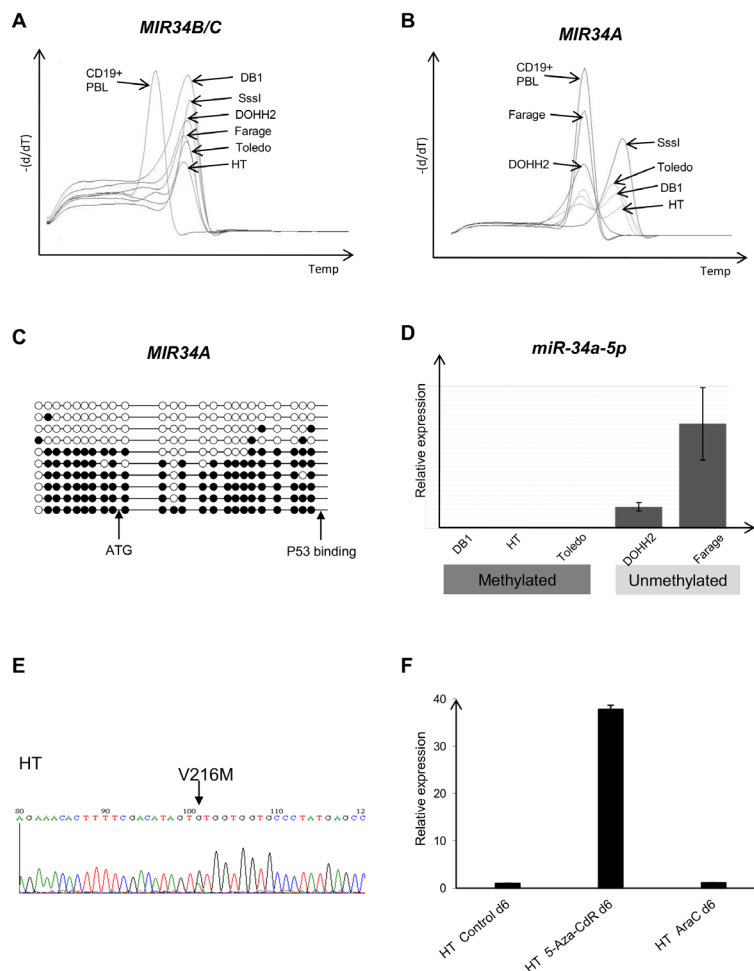 A
MIR34B/C
CD19+
PBL
DB1
SssI
DOHH2
Farage
Toledo
HT
-(d/dT)
Temp
B
MIR34A
CD19+
PBL
Farage
DOHH2
SssI
Toledo
DB1
HT
-(d/dT)
Temp
C
MIR34A
ATG
P53 binding
D
miR-34a-5p
Relative expression
DB1
HT
Toledo
DOHH2
Farage
Methylated
Unmethylated
E
HT
V216M
80 90 100 110 12
AGAAACACTTTTCGACATAGTGTGGTGGTGCCCTATGAGCC
F
Relative expression
40
30
20
10
0
HT Control d6
HT 5-Aza-CdR d6
HT AraC d6